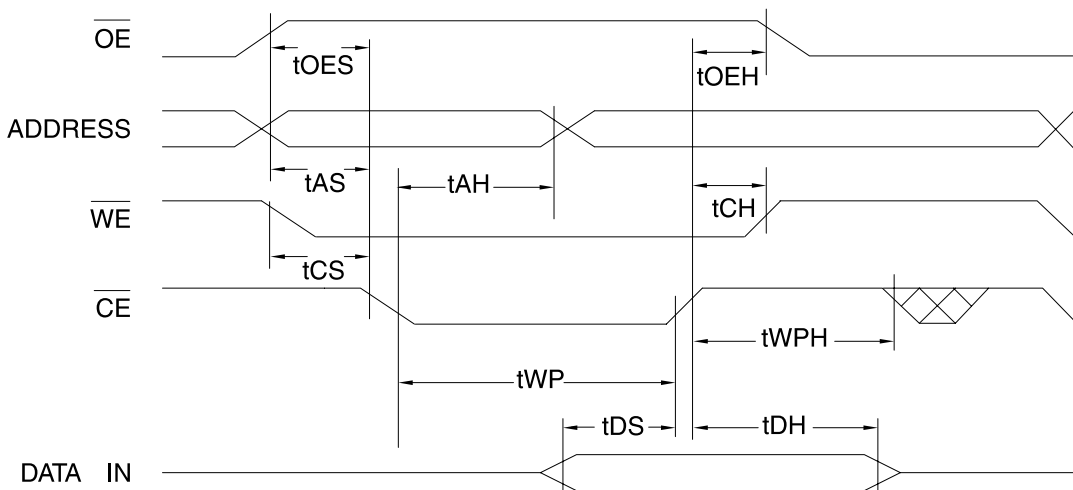 OE
tOES
tOEH
ADDRESS
tAS
tAH
tCH
WE
tCS
CE
tWPH
tWP
tDS
tDH
DATA IN